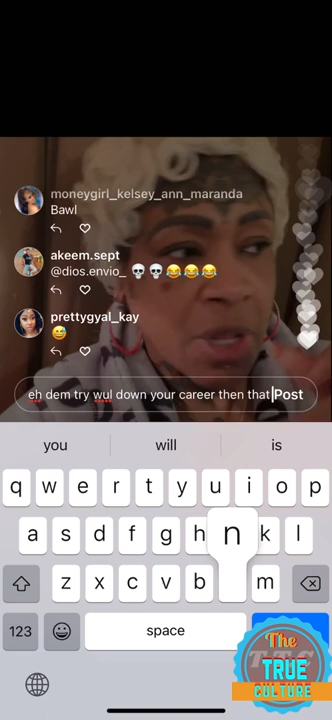 moneygirl_kelsey_ann_maranda
Bawl
akeem.sept
@dios.envio_ 💀💀😂😂😂
prettygyal_kay
😅
eh dem try wul down your career then that Post
you will is
q w e r t y u i o p
a s d f g h n k l
z x c v b m
123 space
The
TRUE
CULTURE